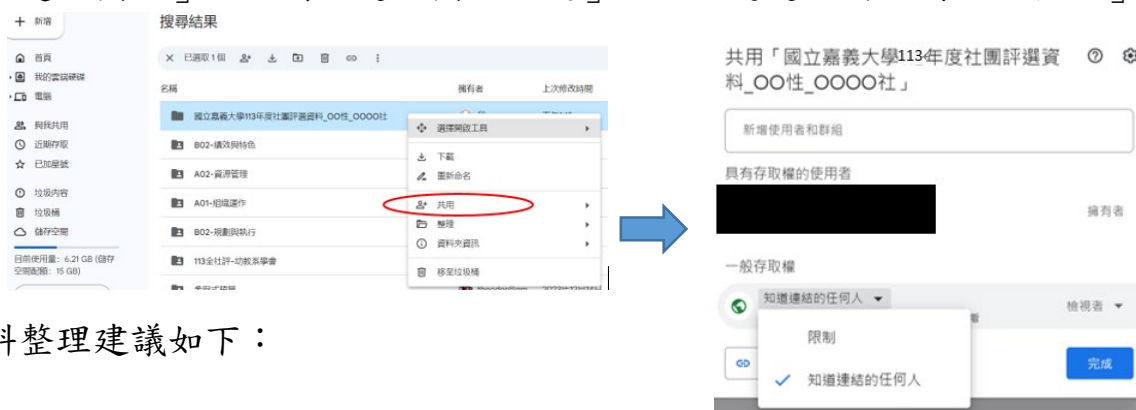 新增
搜尋結果
首頁
我的雲端硬碟
電腦
與我共用
近期存取
已加星號
垃圾內容
垃圾桶
儲存空間
目前使用量：6.21 GB (儲存
空間配額：15 GB)
已選取 1 個
名稱
擁有者
上次修改時間
國立嘉義大學113年度社團評選資料_OO性_OOOO社
B02-績效與特色
A02-資源管理
A01-組織運作
B02-規劃與執行
113全社評-幼教系學會
選擇開啟工具
下載
重新命名
共用
整理
資料夾資訊
移至垃圾桶
共用「國立嘉義大學113年度社團評選資
料_OO性_OOOO社」
新增使用者和群組
具有存取權的使用者
擁有者
一般存取權
知道連結的任何人
檢視者
限制
知道連結的任何人
完成
料整理建議如下：